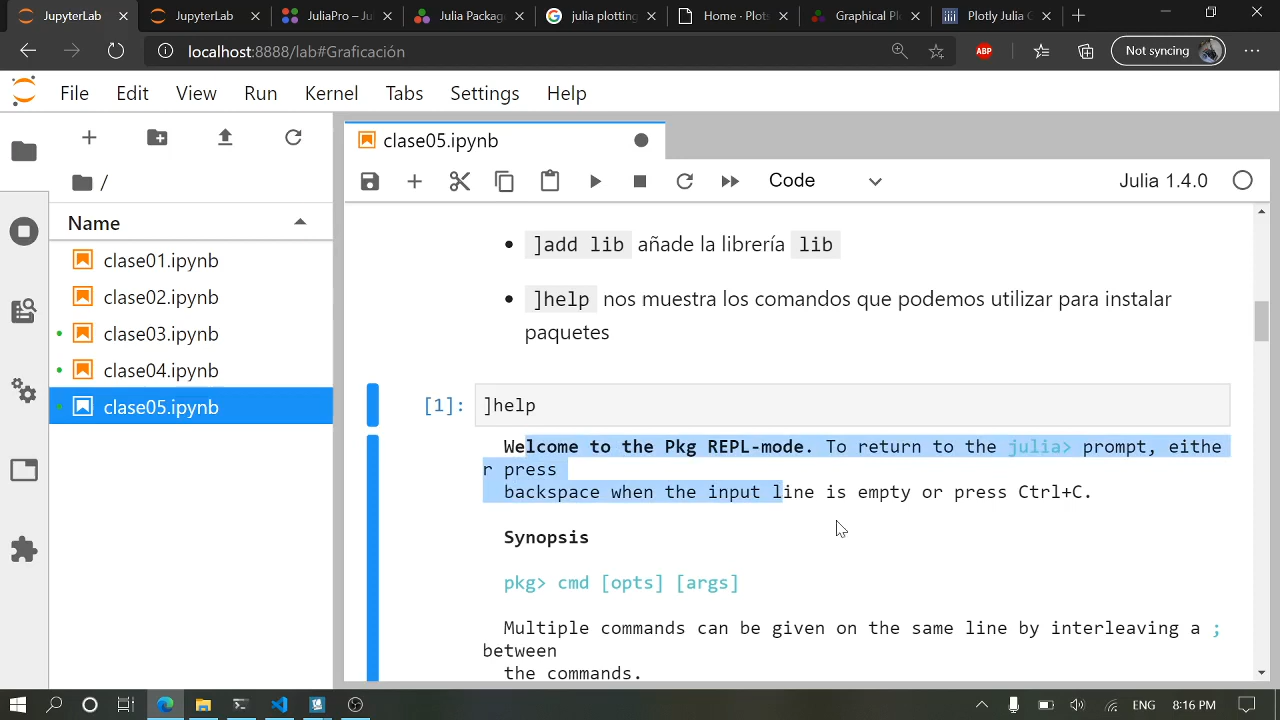 JupyterLab
JupyterLab
JuliaPro – Juli
Julia Packag
julia plotting
Home · Plots
Graphical Pl
Plotly Julia G
localhost:8888/lab#Graficación
ABP
Not syncing
File Edit View Run Kernel Tabs Settings Help
clase05.ipynb
/
Code
Julia 1.4.0
Name
clase01.ipynb
clase02.ipynb
clase03.ipynb
clase04.ipynb
clase05.ipynb
]add lib añade la librería lib
]help nos muestra los comandos que podemos utilizar para instalar
paquetes
[1]: ]help
Welcome to the Pkg REPL-mode. To return to the julia> prompt, eithe
r press
backspace when the input line is empty or press Ctrl+C.
Synopsis
pkg> cmd [opts] [args]
Multiple commands can be given on the same line by interleaving a ;
between
the commands.
ENG 8:16 PM